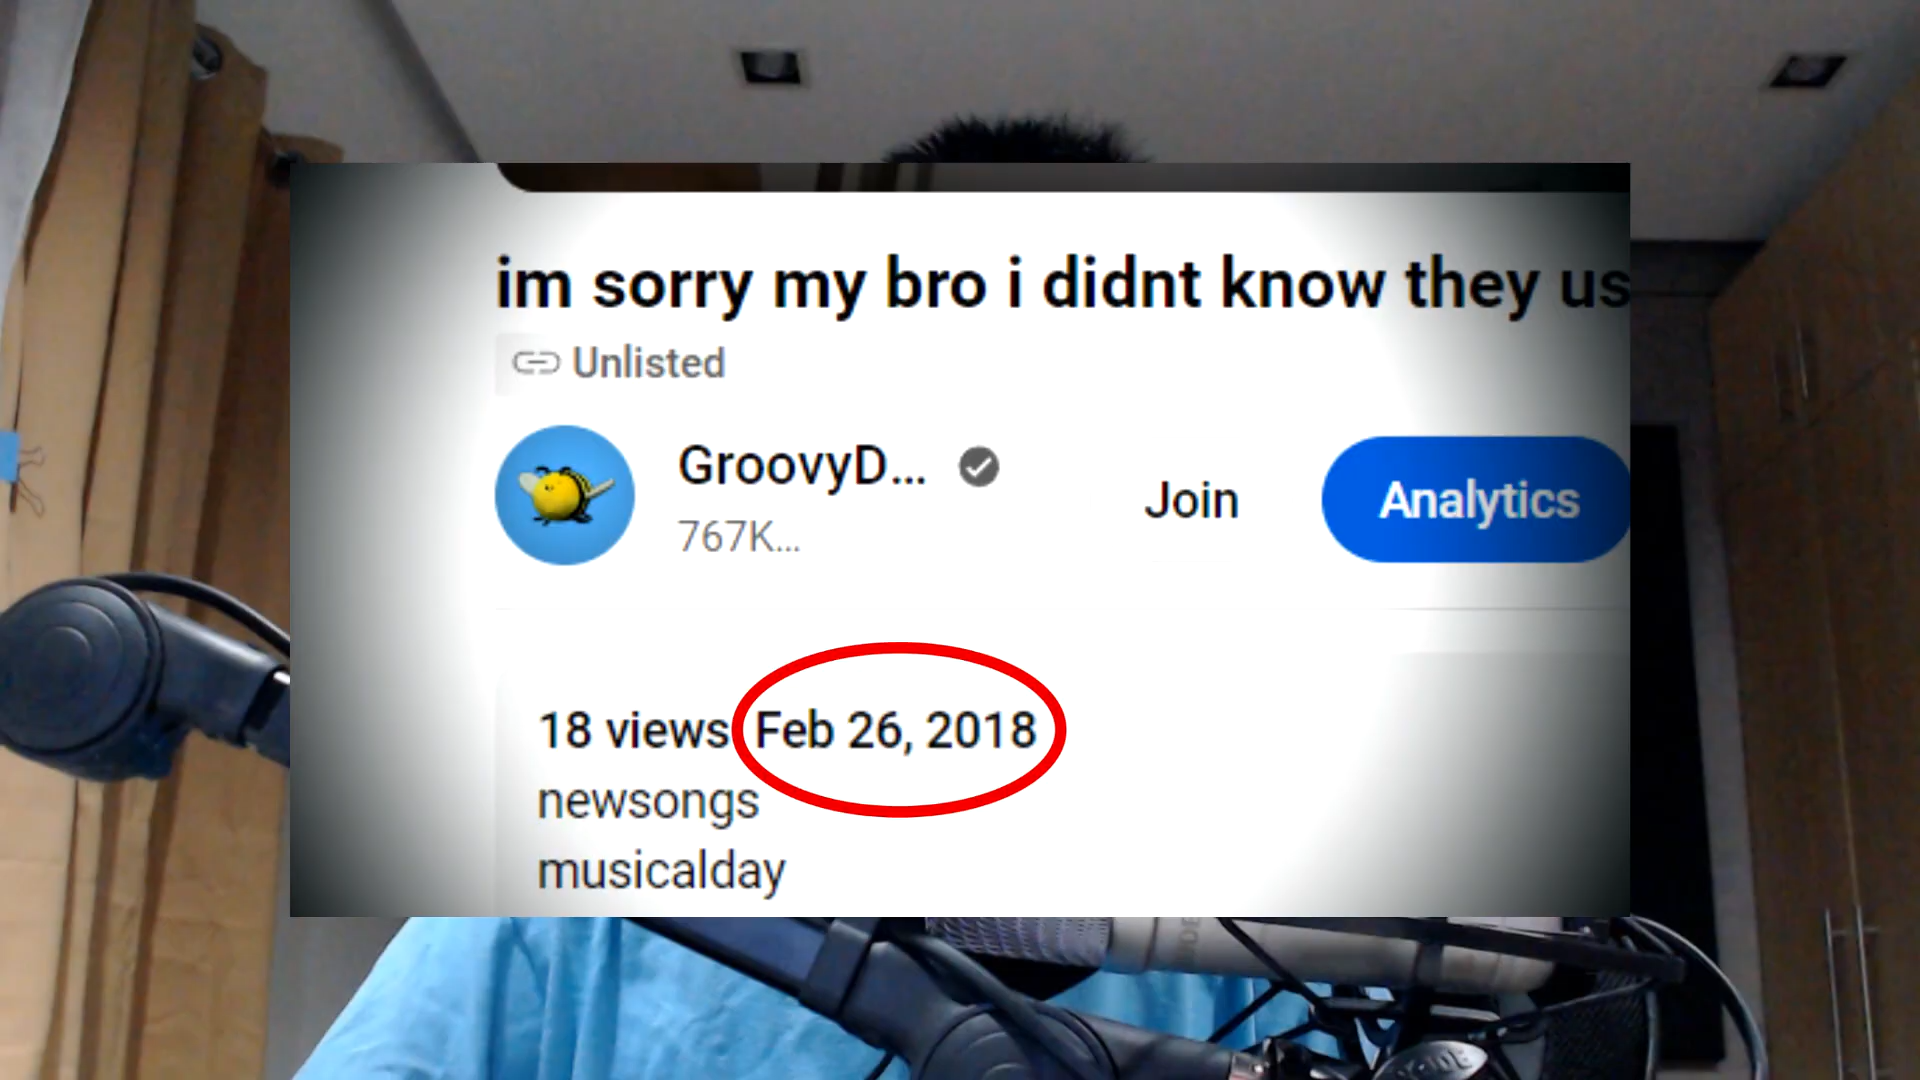 im sorry my bro i didnt know they us
Unlisted
GroovyD...
767K...
Join
Analytics
18 views Feb 26, 2018
newsongs
musicalday